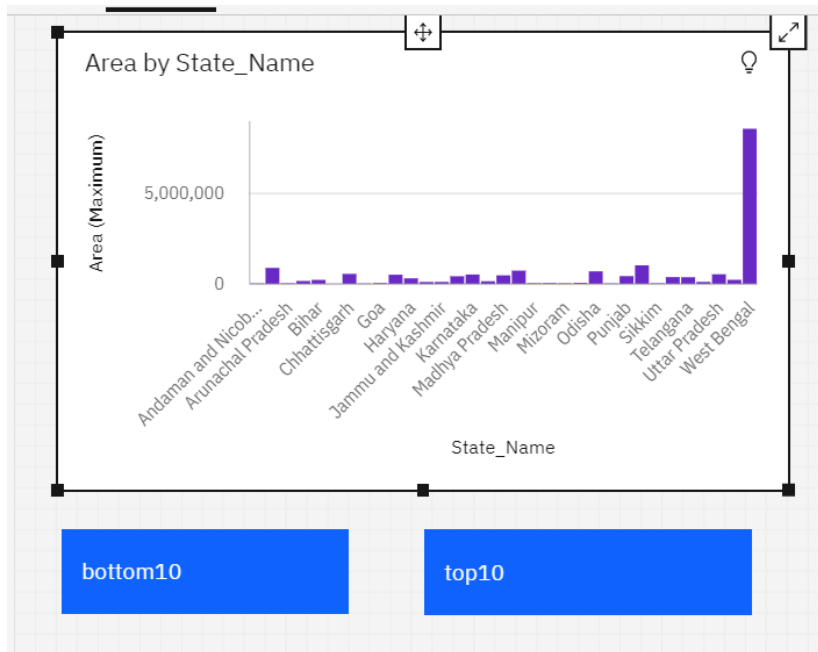 Area by State_Name
Area (Maximum)
5,000,000
0
Andaman and Nicob...
Arunachal Pradesh
Bihar
Chhattisgarh
Goa
Haryana
Jammu and Kashmir
Karnataka
Madhya Pradesh
Manipur
Mizoram
Odisha
Punjab
Sikkim
Telangana
Uttar Pradesh
West Bengal
State_Name
bottom10
top10